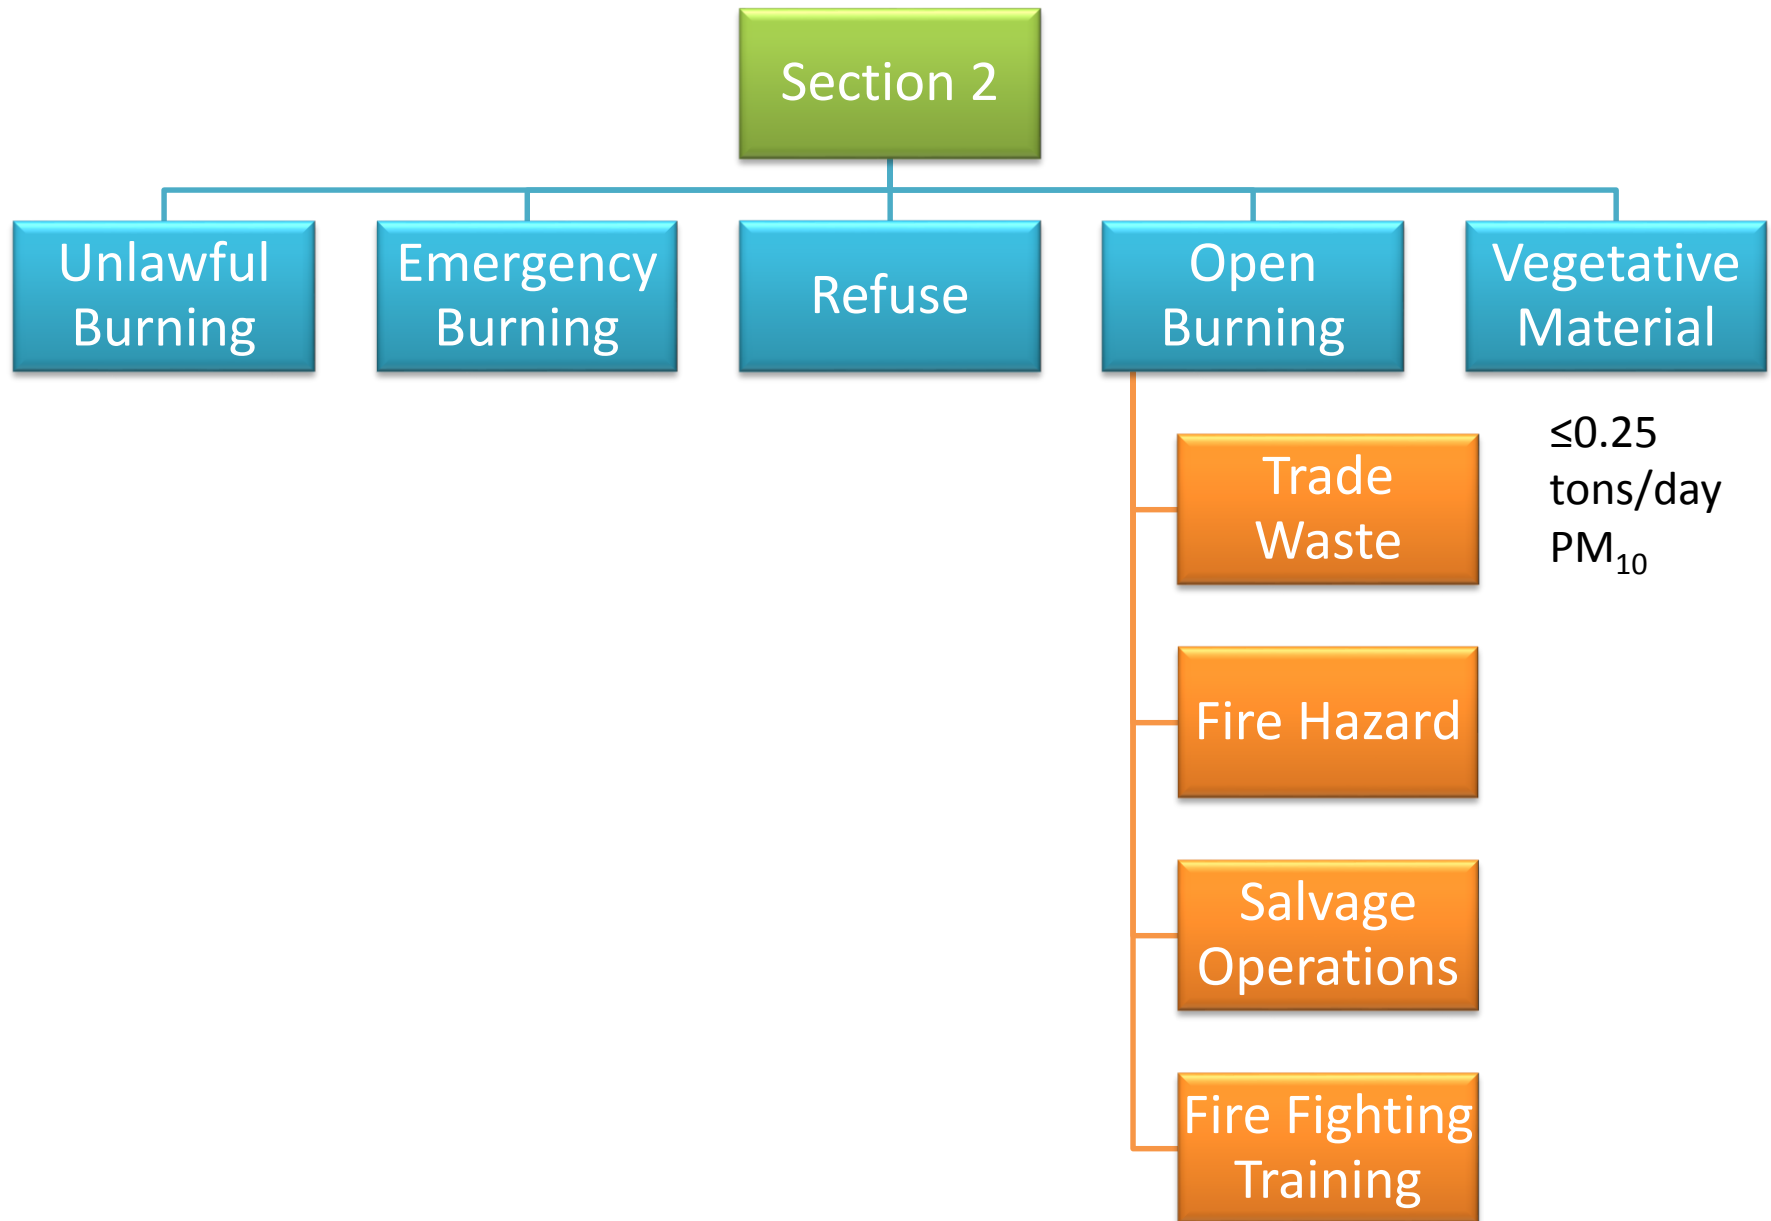 Section 2
Unlawful
Burning
Emergency
Burning
Refuse
Open
Burning
Vegetative
Material
≤0.25
tons/day
PM₁₀
Trade
Waste
Fire Hazard
Salvage
Operations
Fire Fighting
Training